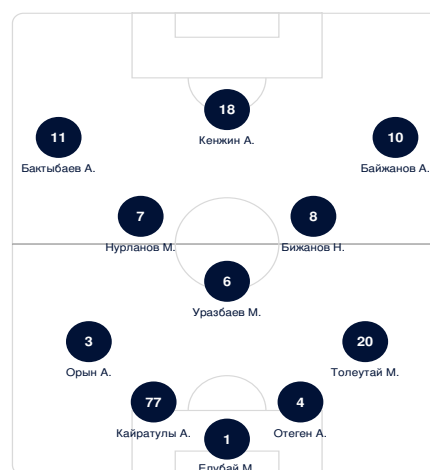 18
Кенжин А.
11
Бактыбаев А.
10
Байжанов А.
7
Нурланов М.
8
Бижанов Н.
6
Уразбаев М.
3
Орын А.
20
Толеутай М.
77
Кайратулы А.
4
Отеген А.
1
Елубай М.